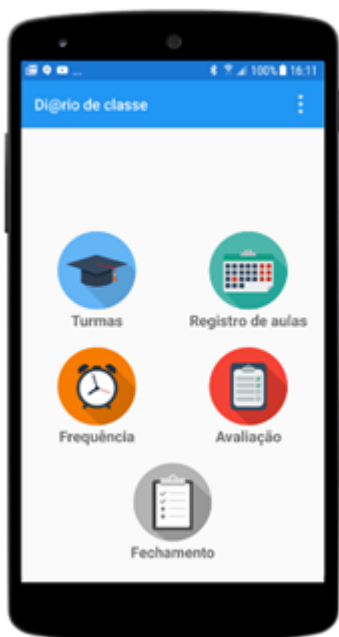 ... 100% 16:11
Di@rio de classe
Turmas
Registro de aulas
Frequência
Avaliação
Fechamento